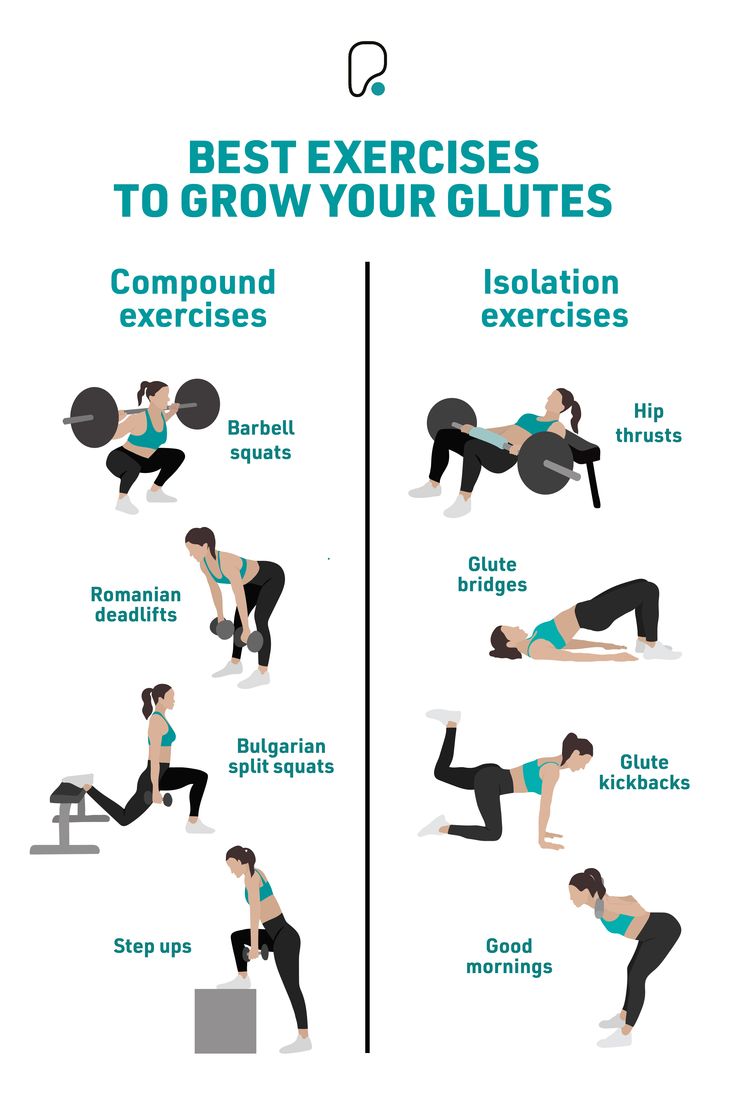 BEST EXERCISES
TO GROW YOUR GLUTES
Compound
exercises
Barbell
squats
Romanian
deadlifts
Bulgarian
split squats
Step ups
Isolation
exercises
Hip
thrusts
Glute
bridges
Glute
kickbacks
Good
mornings